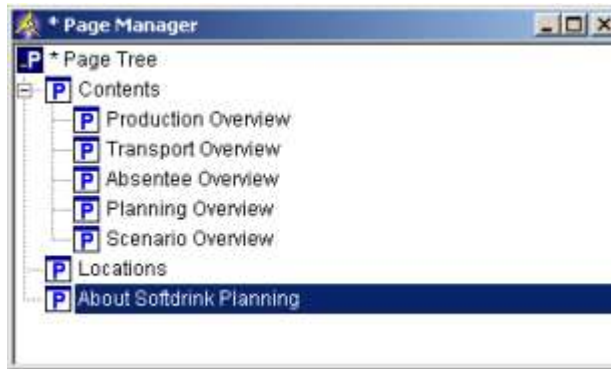 * Page Manager
P * Page Tree
P Contents
P Production Overview
P Transport Overview
P Absentee Overview
P Planning Overview
P Scenario Overview
P Locations
P About Softdrink Planning